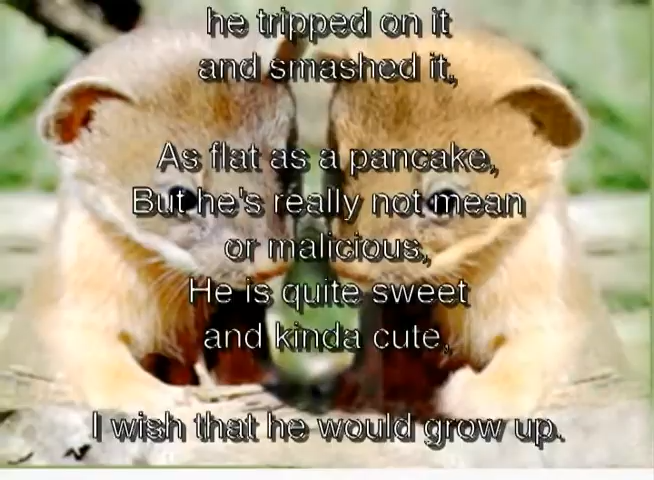 he tripped on it
and smashed it,
As flat as a pancake,
But he's really not mean
or malicious,
He is quite sweet
and kinda cute,
I wish that he would grow up.